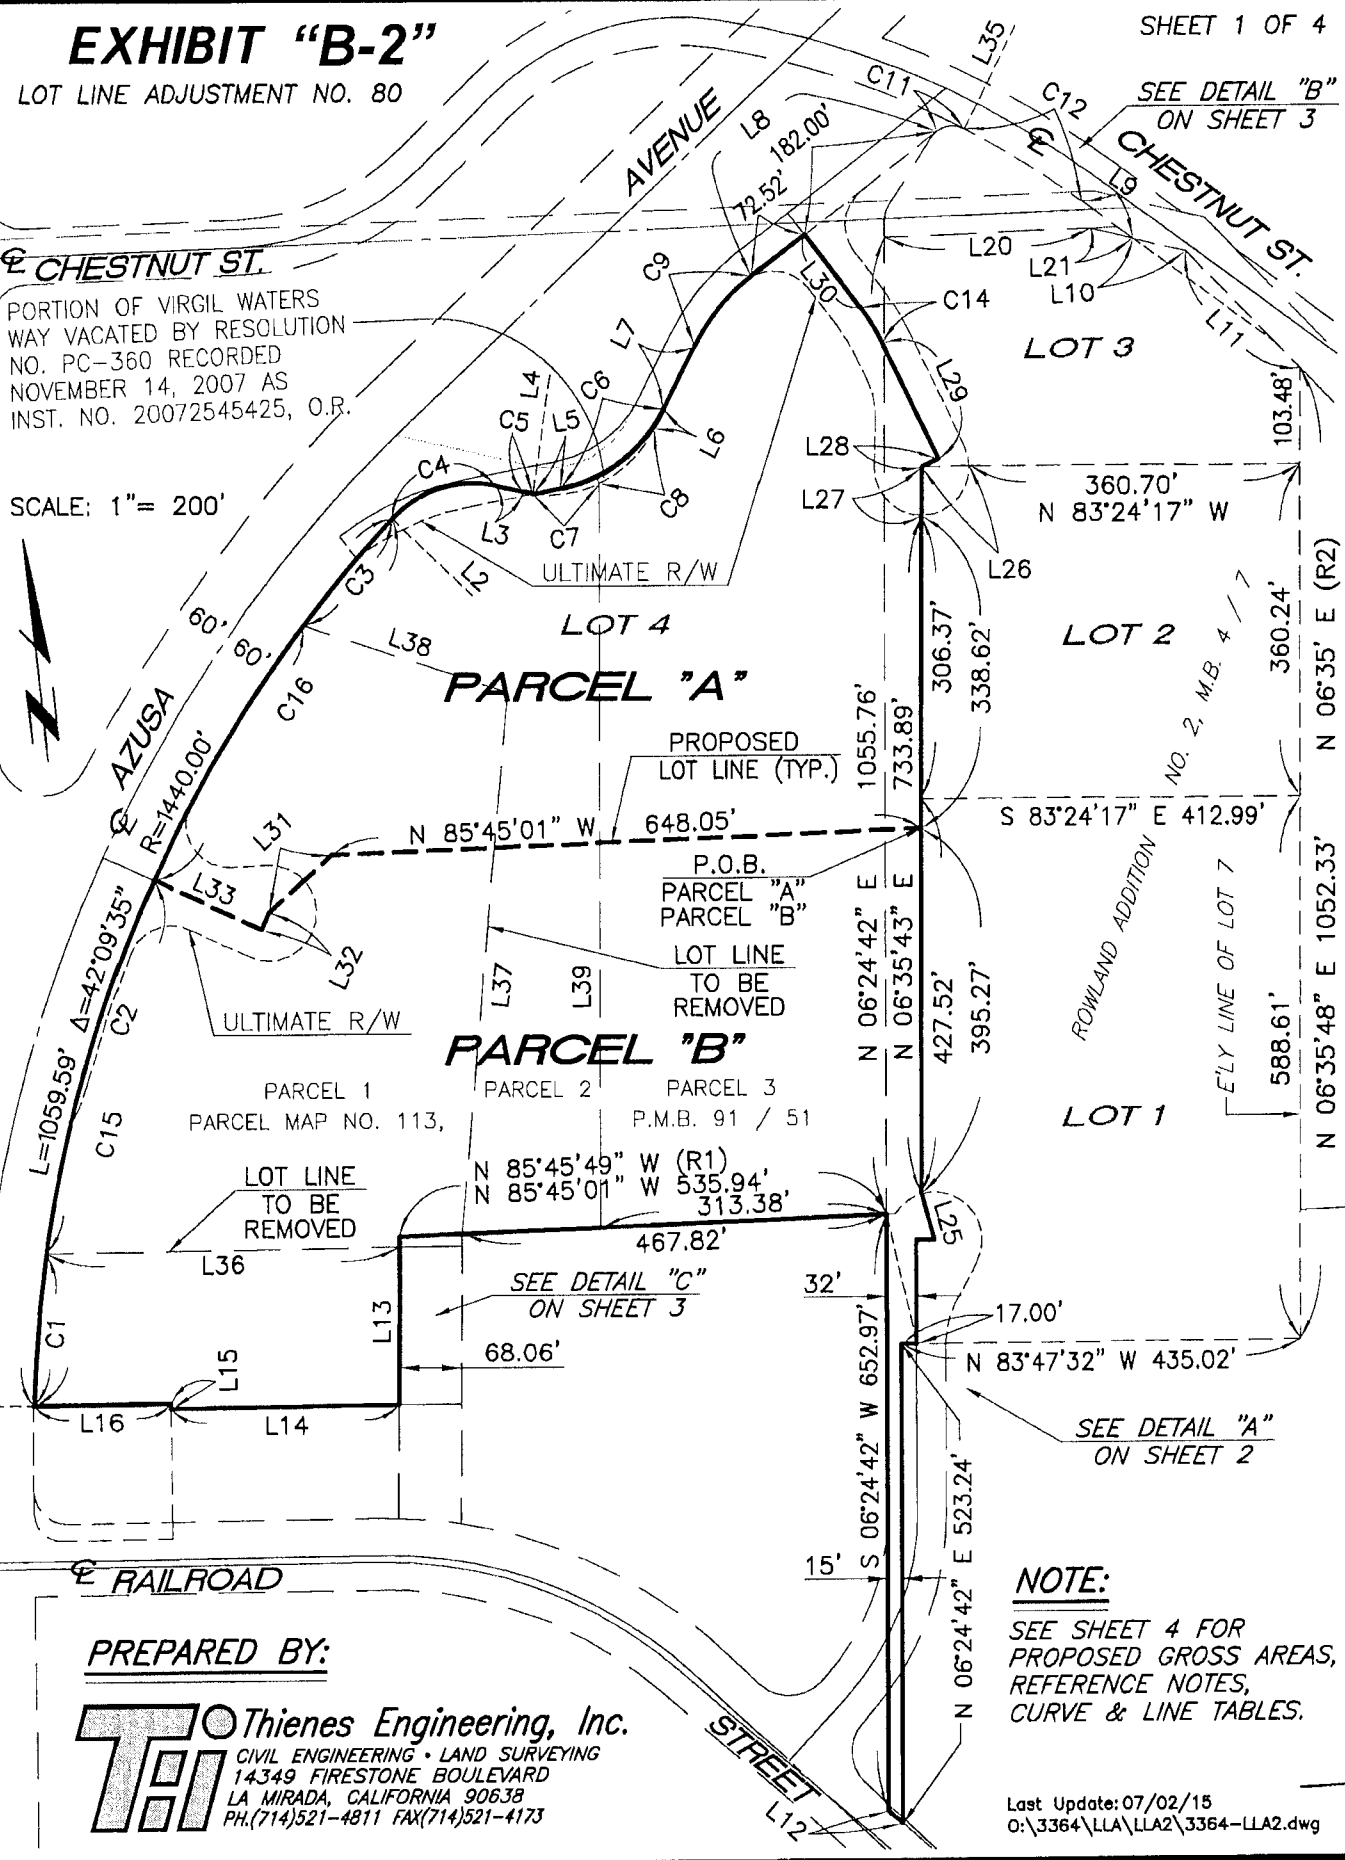 EXHIBIT "B-2"
LOT LINE ADJUSTMENT NO. 80
SHEET 1 OF 4
SEE DETAIL "B"
ON SHEET 3
L35
C11
C12
L8
182.00'
72.52'
AVENUE
℄
CHESTNUT ST.
L9
℄ CHESTNUT ST.
PORTION OF VIRGIL WATERS
WAY VACATED BY RESOLUTION
NO. PC-360 RECORDED
NOVEMBER 14, 2007 AS
INST. NO. 20072545425, O.R.
C9
L30
C14
L20
L21
L10
L11
LOT 3
L7
L4
C6
C5
L5
L6
L29
103.48'
C4
L28
L27
360.70'
N 83°24'17" W
SCALE: 1"= 200'
L3
C7
C8
C3
L2
ULTIMATE R/W
L26
60'
60'
L38
LOT 4
LOT 2
PARCEL "A"
306.37'
338.62'
360.24'
N 06°35' E (R2)
C16
AZUSA
℄
1055.76'
733.89'
PROPOSED
LOT LINE (TYP.)
R=1440.00'
L31
N 85°45'01" W 648.05'
S 83°24'17" E 412.99'
P.O.B.
PARCEL "A"
PARCEL "B"
L33
L32
Δ=42°09'35"
C2
ULTIMATE R/W
L37
L39
LOT LINE
TO BE
REMOVED
N 06°24'42" E
N 06°35'43" E
427.52'
395.27'
ROWLAND ADDITION NO. 2, M.B. 4 / 7
E'LY LINE OF LOT 7
588.61'
N 06°35'48" E 1052.33'
PARCEL "B"
PARCEL 1
PARCEL 2
PARCEL 3
PARCEL MAP NO. 113,
P.M.B. 91 / 51
LOT 1
L=1059.59'
C15
LOT LINE
TO BE
REMOVED
N 85°45'49" W (R1)
N 85°45'01" W 535.94'
313.38'
467.82'
L25
L36
SEE DETAIL "C"
ON SHEET 3
32'
17.00'
C1
L13
L15
68.06'
N 83°47'32" W 435.02'
L16
L14
SEE DETAIL "A"
ON SHEET 2
S 06°24'42" W 652.97'
N 06°24'42" E 523.24'
15'
℄ RAILROAD
STREET
L12
NOTE:
SEE SHEET 4 FOR
PROPOSED GROSS AREAS,
REFERENCE NOTES,
CURVE & LINE TABLES.
PREPARED BY:
THi
Thienes Engineering, Inc.
CIVIL ENGINEERING • LAND SURVEYING
14349 FIRESTONE BOULEVARD
LA MIRADA, CALIFORNIA 90638
PH.(714)521-4811 FAX(714)521-4173
Last Update: 07/02/15
O:\3364\LLA\LLA2\3364-LLA2.dwg